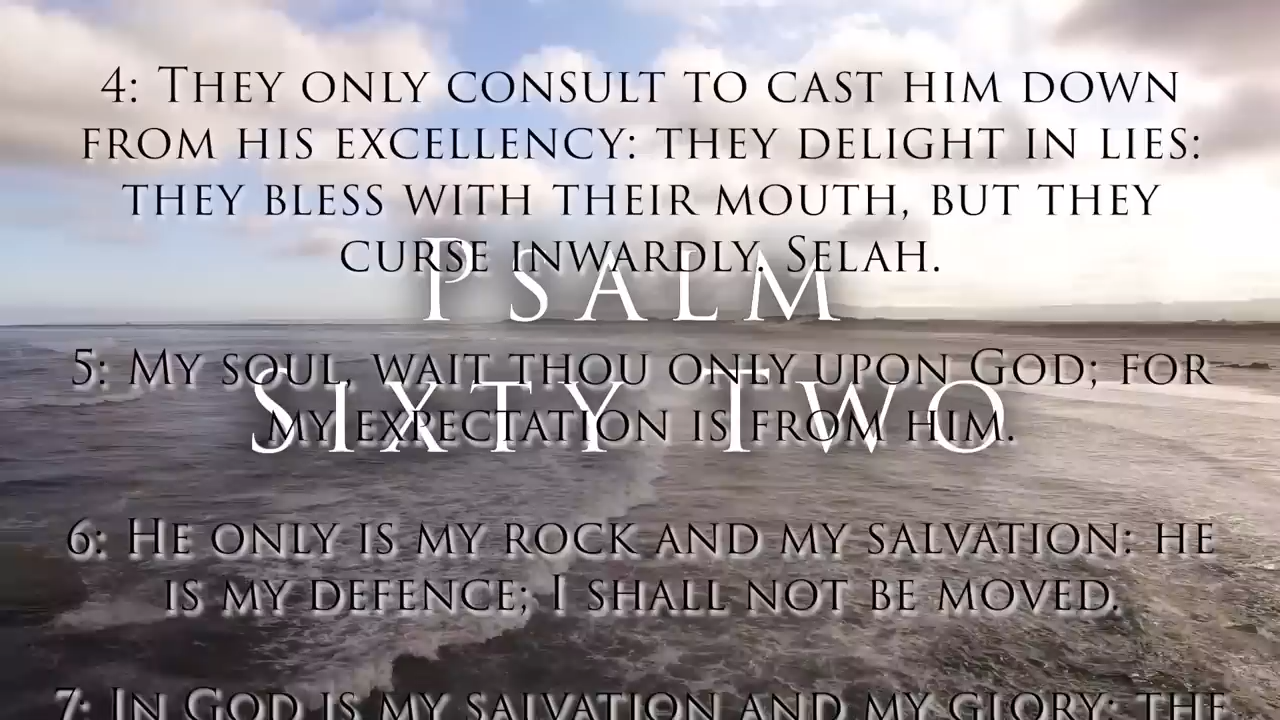 4: They only consult to cast him down
from his excellency: they delight in lies:
they bless with their mouth, but they
curse inwardly. Selah.
Psalm
5: My soul, wait thou only upon God; for
Sixty Two
my expectation is from him.
6: He only is my rock and my salvation: he
is my defence; I shall not be moved.
7: In God is my salvation and my glory: the